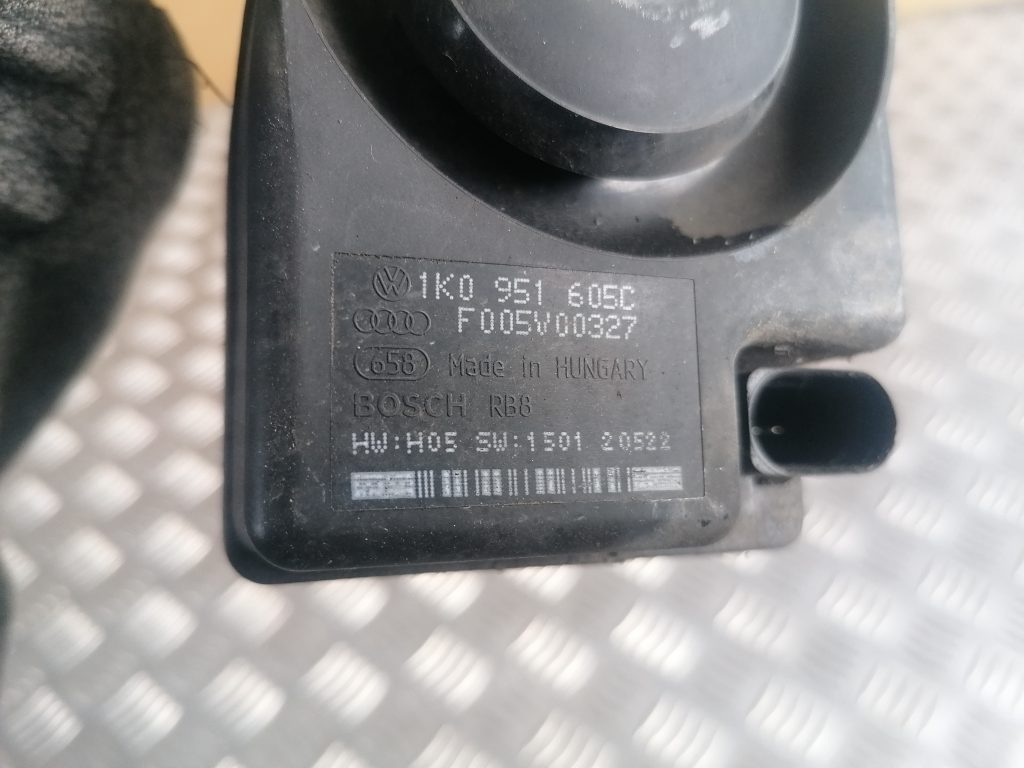 1K0 951 605C
F005V00327
658 Made in HUNGARY
BOSCH RB8
HW:H05 SW:1501 20522